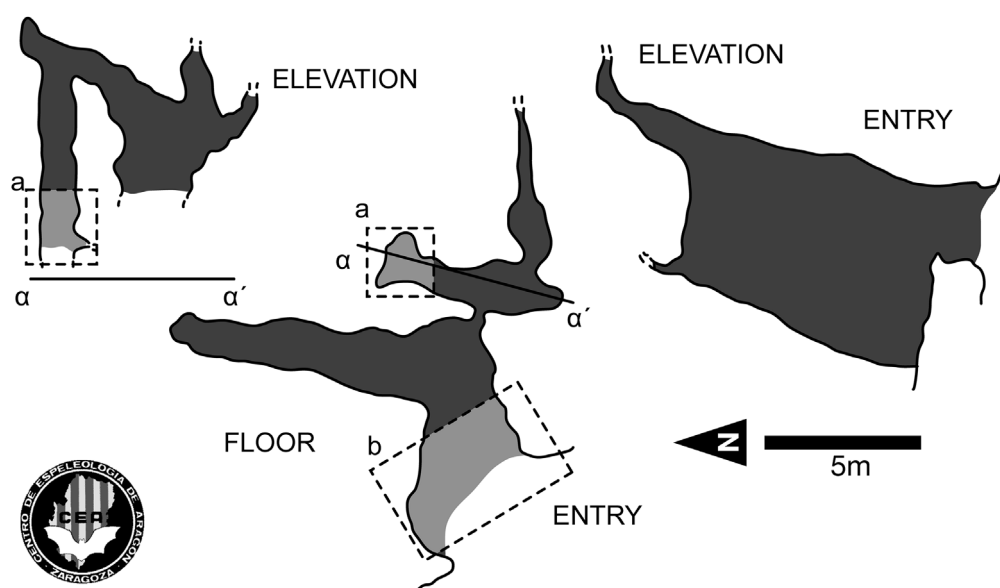 ELEVATION
a
α α´
a
α
α´
FLOOR
b
ENTRY
ELEVATION
ENTRY
N
5m
CENTRO DE ESPELEOLOGIA DE ARAGON
CEA
ZARAGOZA